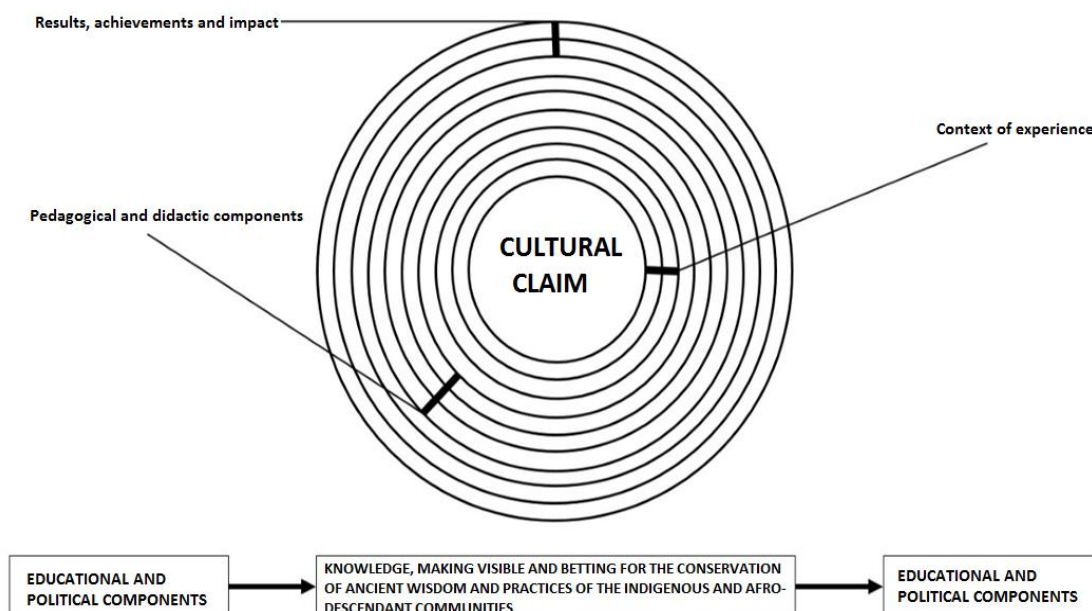 Results, achievements and impact
Context of experience
Pedagogical and didactic components
CULTURAL
CLAIM
EDUCATIONAL AND
POLITICAL COMPONENTS
KNOWLEDGE, MAKING VISIBLE AND BETTING FOR THE CONSERVATION
OF ANCIENT WISDOM AND PRACTICES OF THE INDIGENOUS AND AFRO-
DESCENDANT COMMUNITIES
EDUCATIONAL AND
POLITICAL COMPONENTS